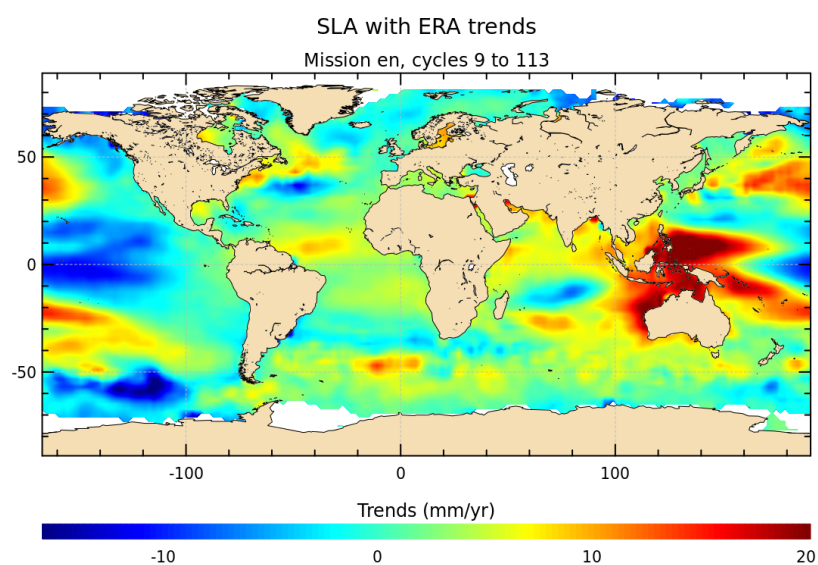 SLA with ERA trends
Mission en, cycles 9 to 113
50
0
-50
-100 0 100
Trends (mm/yr)
-10 0 10 20